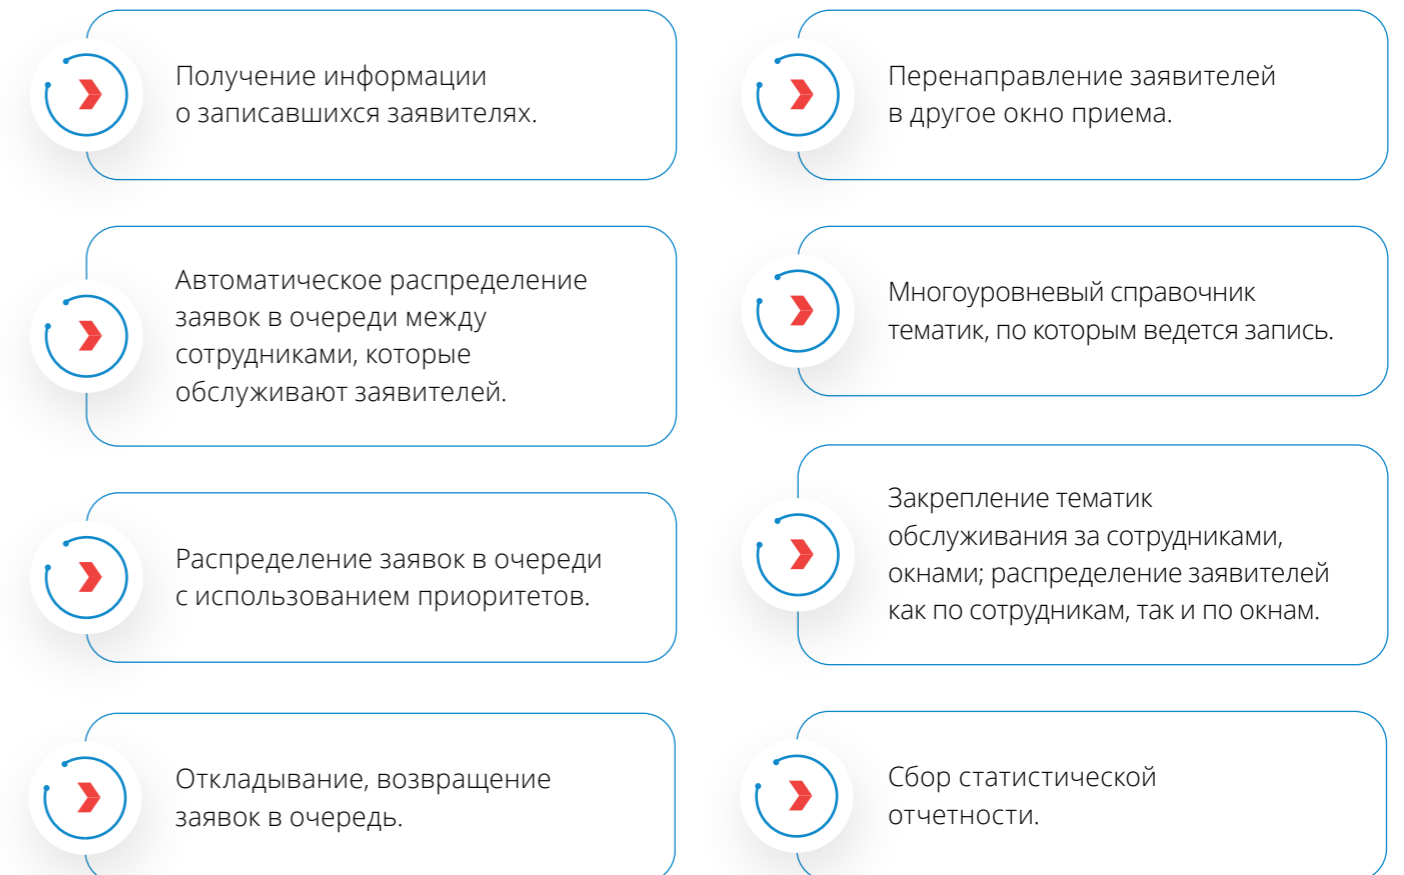 Получение информации
о записавшихся заявителях.
Автоматическое распределение
заявок в очереди между
сотрудниками, которые
обслуживают заявителей.
Распределение заявок в очереди
с использованием приоритетов.
Откладывание, возвращение
заявок в очередь.
Перенаправление заявителей
в другое окно приема.
Многоуровневый справочник
тематик, по которым ведется запись.
Закрепление тематик
обслуживания за сотрудниками,
окнами; распределение заявителей
как по сотрудникам, так и по окнам.
Сбор статистической
отчетности.